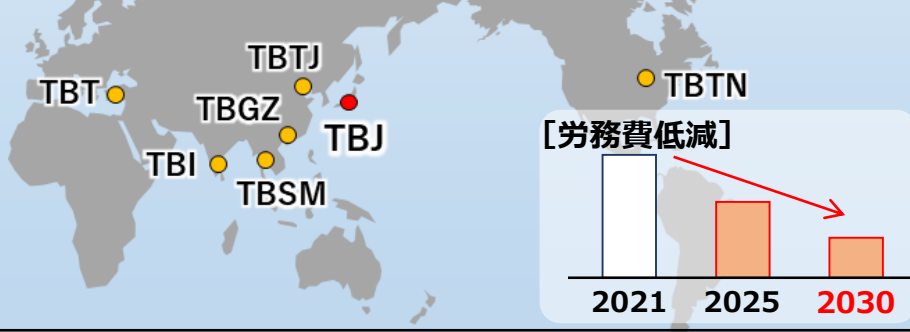 TBTJ
TBT
TBGZ
TBJ
TBI
TBSM
TBTN
[労務費低減]
2021 2025 2030